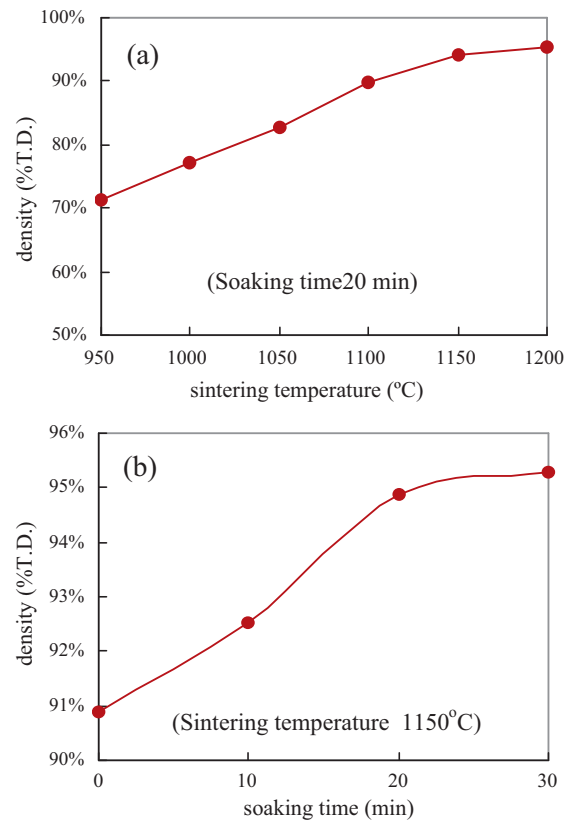 (a)
100%
90%
80%
70%
60%
50%
density (%T.D.)
(Soaking time20 min)
950 1000 1050 1100 1150 1200
sintering temperature (ºC)
(b)
96%
95%
94%
93%
92%
91%
90%
density (%T.D.)
(Sintering temperature 1150°C)
0 10 20 30
soaking time (min)